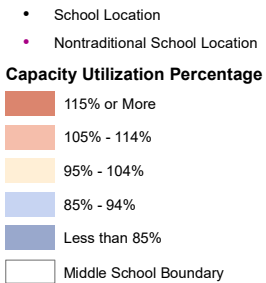 School Location
Nontraditional School Location
Capacity Utilization Percentage
115% or More
105% - 114%
95% - 104%
85% - 94%
Less than 85%
Middle School Boundary